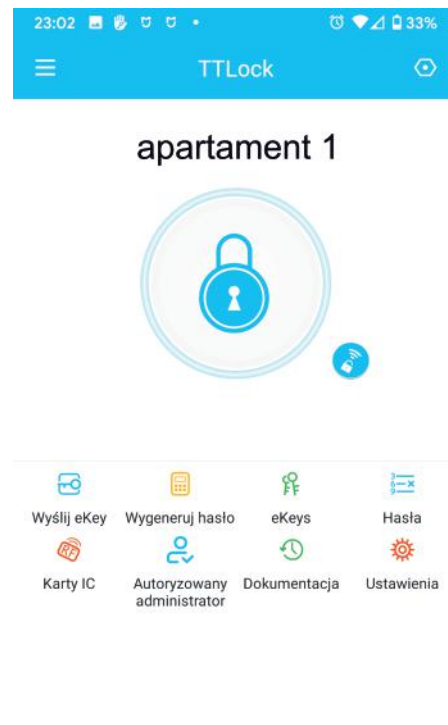 23:02 33%
TTLock
apartament 1
Wyślij eKey Wygeneruj hasło eKeys Hasła
Karty IC Autoryzowany administrator Dokumentacja Ustawienia